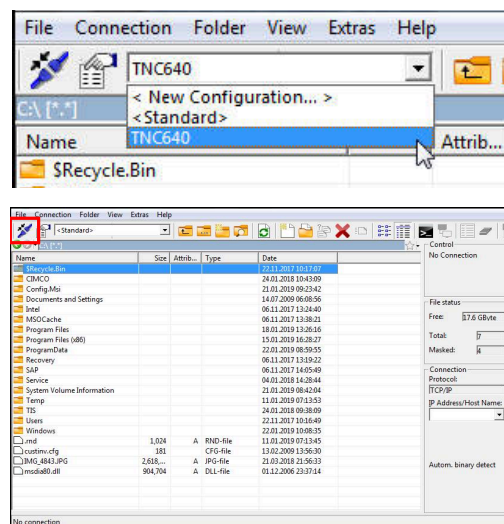 File Connection Folder View Extras Help
TNC640
C:\ [*.*]
< New Configuration... >
<Standard>
Name TNC640 Attrib...
$Recycle.Bin
File Connection Folder View Extras Help
<Standard>
C:\ [*.*] Control
Name Size Attrib... Type Date No Connection
$Recycle.Bin 22.11.2017 10:17:07
CIMCO 24.01.2018 10:43:09
Config.Msi 21.01.2019 09:23:42
Documents and Settings 14.07.2009 06:08:56 File status
Intel 06.11.2017 13:24:40 Free: 17.6 GByte
MSOCache 06.11.2017 13:38:21
Program Files 18.01.2019 13:26:16 Total: 7
Program Files (x86) 15.01.2019 16:28:27
ProgramData 22.01.2019 08:59:55 Masked: 4
Recovery 06.11.2017 13:19:22
SAP 06.11.2017 14:05:49 Connection
Service 04.01.2018 14:28:44 Protocol:
System Volume Information 21.01.2019 08:42:04 TCP/IP
Temp 11.01.2019 07:13:53 IP Address/Host Name:
TIS 24.01.2018 09:38:09
Users 22.11.2017 10:16:49
Windows 22.01.2019 10:08:35
.rnd 1,024 A RND-file 11.01.2019 07:13:45
custinv.cfg 181 CFG-file 13.02.2009 13:56:30
IMG_4843.JPG 2,618,... A JPG-file 21.03.2018 21:56:33 Autom. binary detect
msdia80.dll 904,704 A DLL-file 01.12.2006 23:37:14
No connection